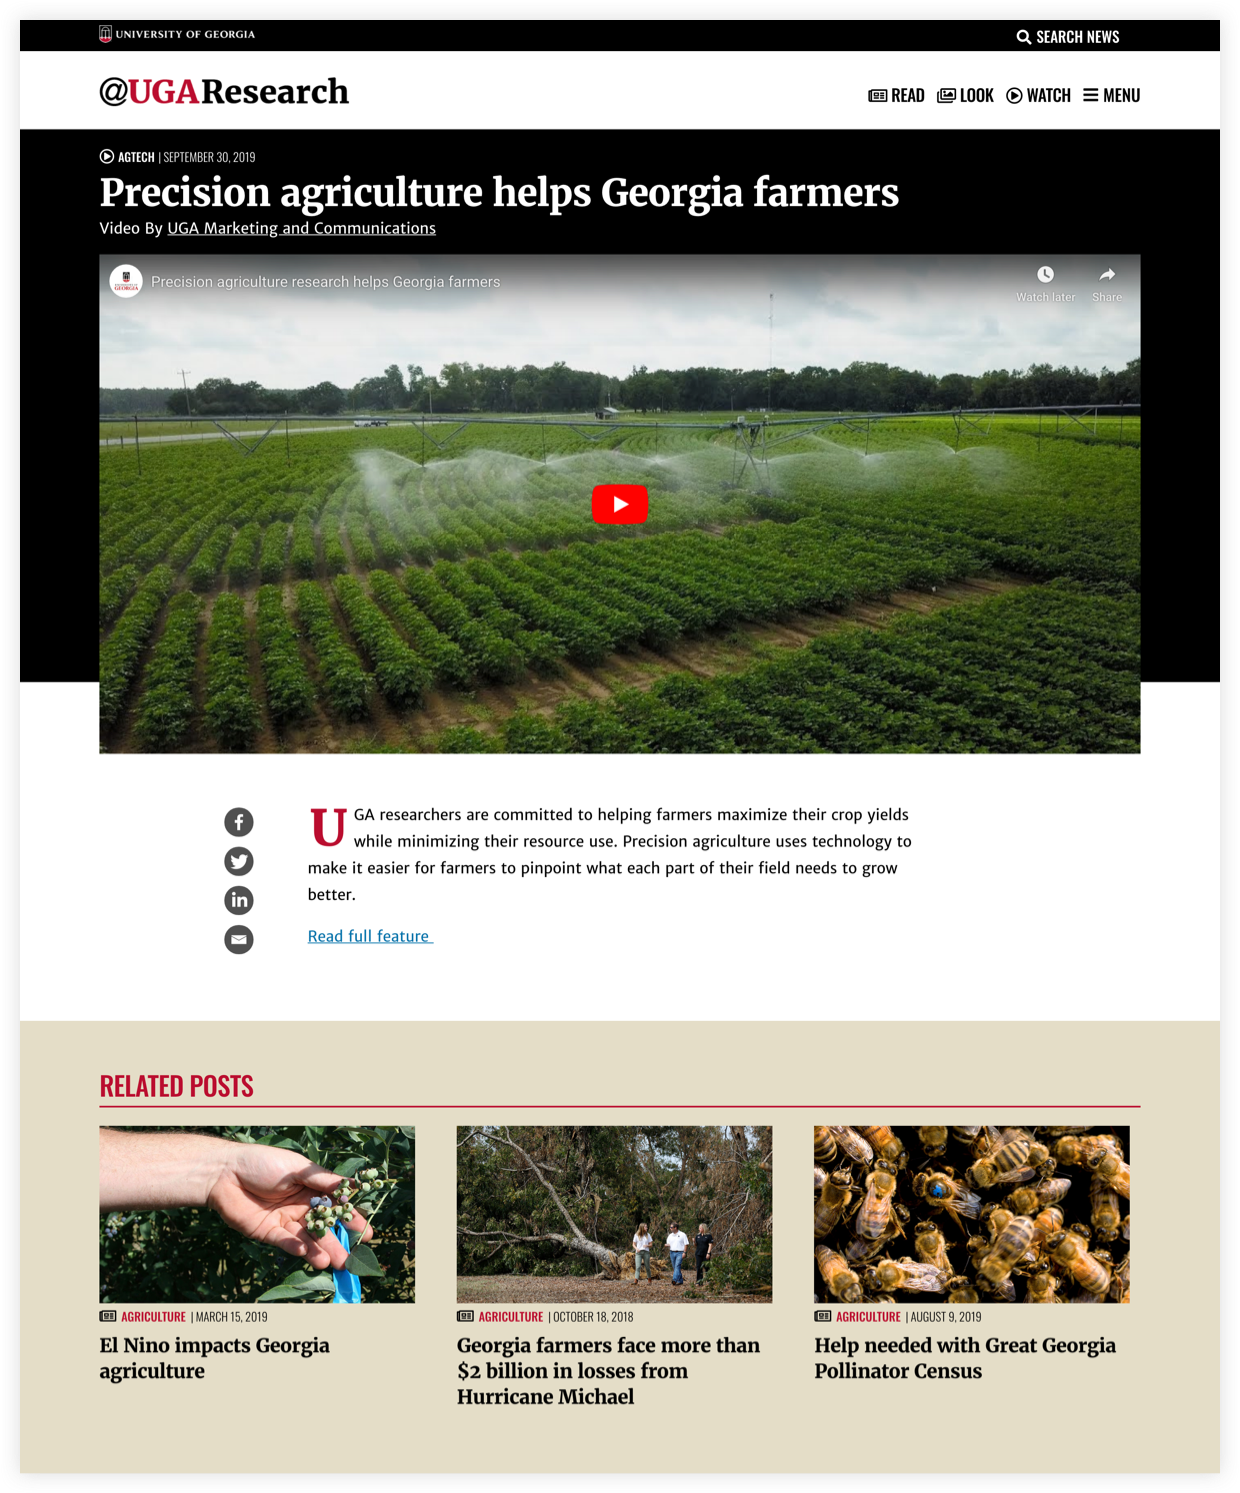 UNIVERSITY OF GEORGIA
SEARCH NEWS
@UGAResearch
READ LOOK WATCH MENU
AGTECH | SEPTEMBER 30, 2019
Precision agriculture helps Georgia farmers
Video By UGA Marketing and Communications
Precision agriculture research helps Georgia farmers
Watch later Share
UGA researchers are committed to helping farmers maximize their crop yields
while minimizing their resource use. Precision agriculture uses technology to
make it easier for farmers to pinpoint what each part of their field needs to grow
better.
Read full feature
RELATED POSTS
AGRICULTURE | MARCH 15, 2019
El Nino impacts Georgia
agriculture
AGRICULTURE | OCTOBER 18, 2018
Georgia farmers face more than
$2 billion in losses from
Hurricane Michael
AGRICULTURE | AUGUST 9, 2019
Help needed with Great Georgia
Pollinator Census